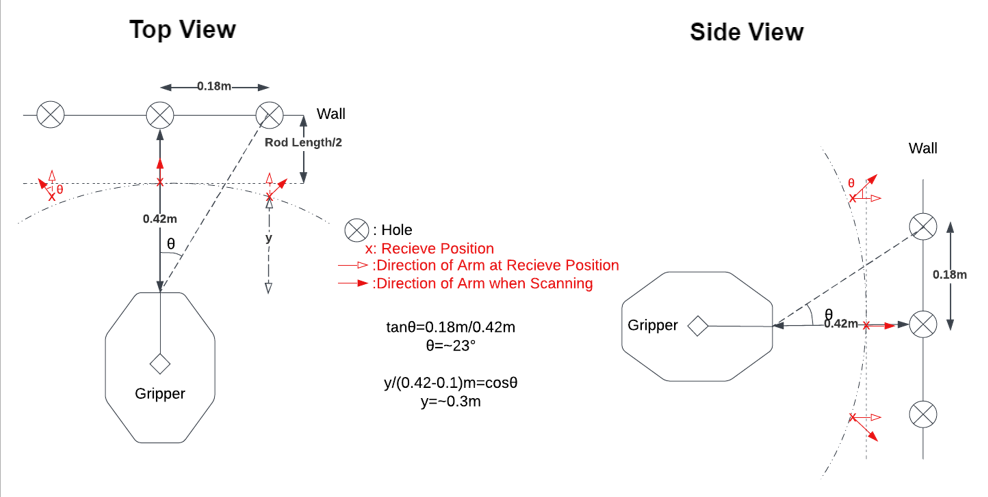 Top View
Side View
0.18m
Wall
Rod Length/2
θ
0.42m
θ
y
: Hole
x: Recieve Position
:Direction of Arm at Recieve Position
:Direction of Arm when Scanning
tanθ=0.18m/0.42m
θ=~23°
y/(0.42-0.1)m=cosθ
y=~0.3m
Gripper
Wall
θ
0.18m
Gripper
θ
0.42m